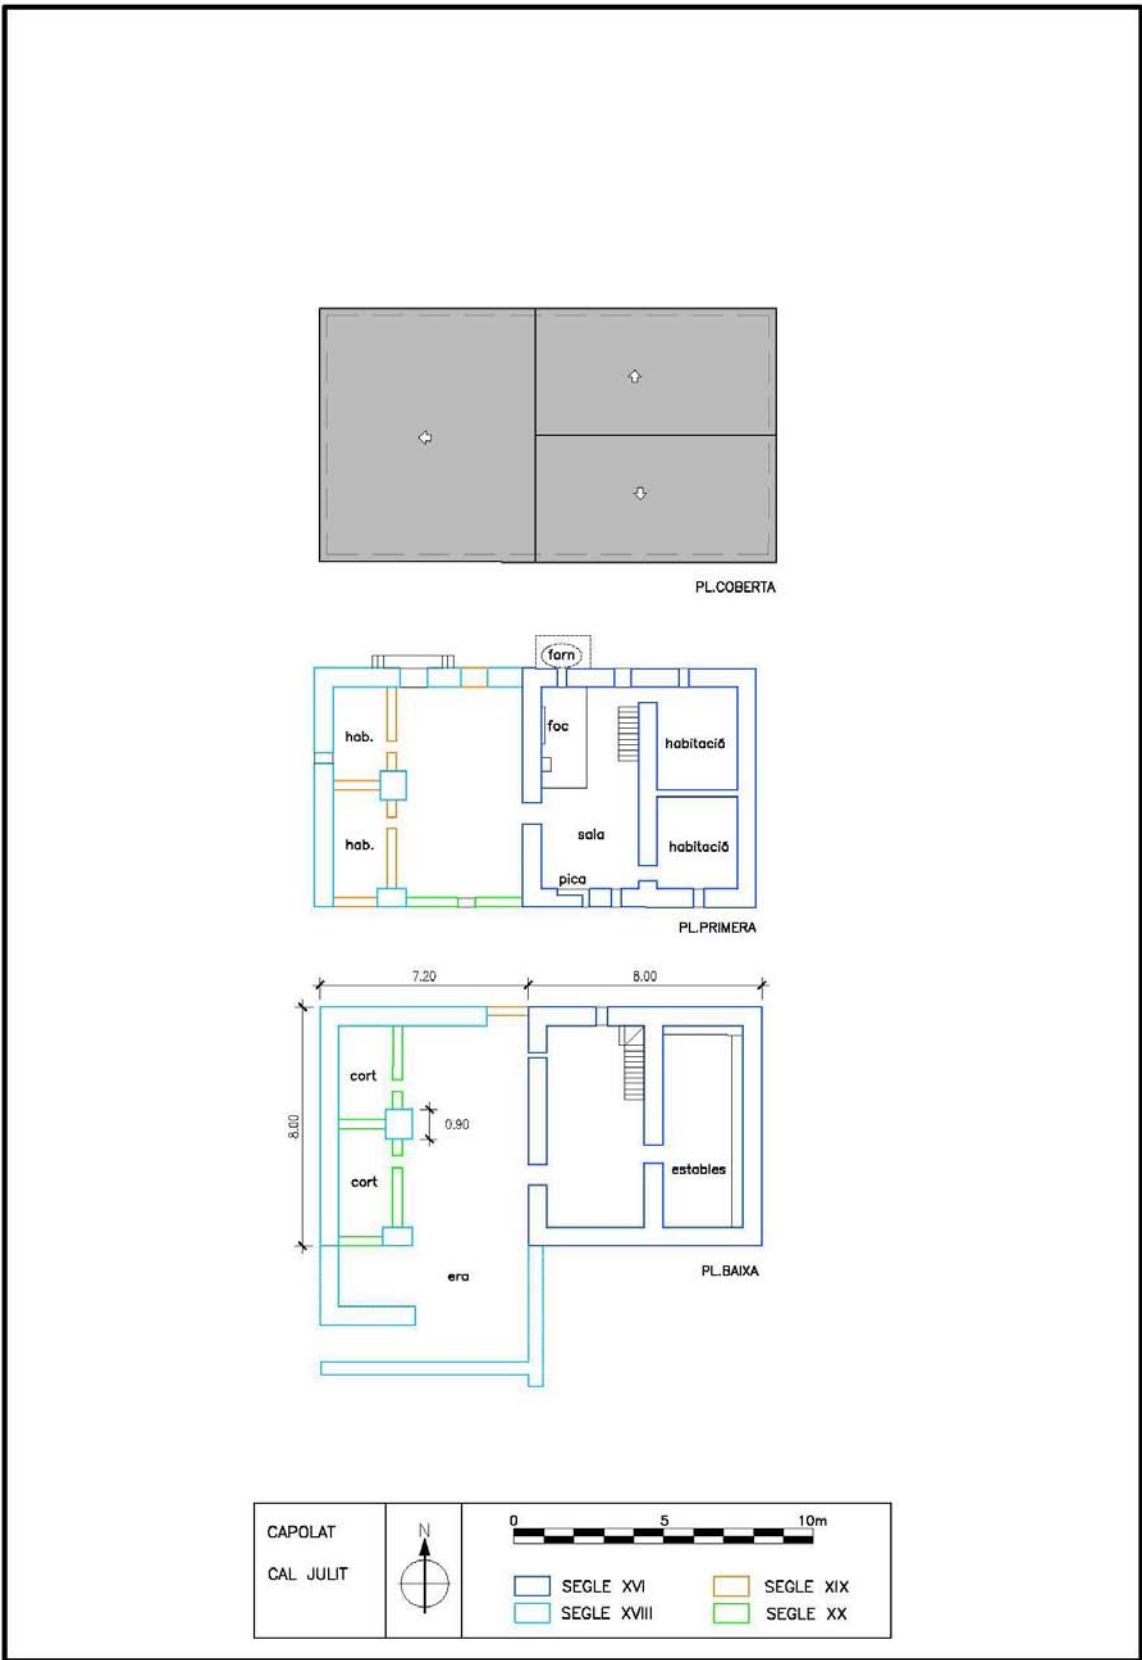 PL.COBERTA
forn
foc
hab.
habitació
sala
hab.
habitació
pica
PL.PRIMERA
7.20
8.00
cort
8.00
0.90
cort
estables
era
PL.BAIXA
CAPOLAT
CAL JULIT
N
0 5 10m
SEGLE XVI
SEGLE XIX
SEGLE XVIII
SEGLE XX